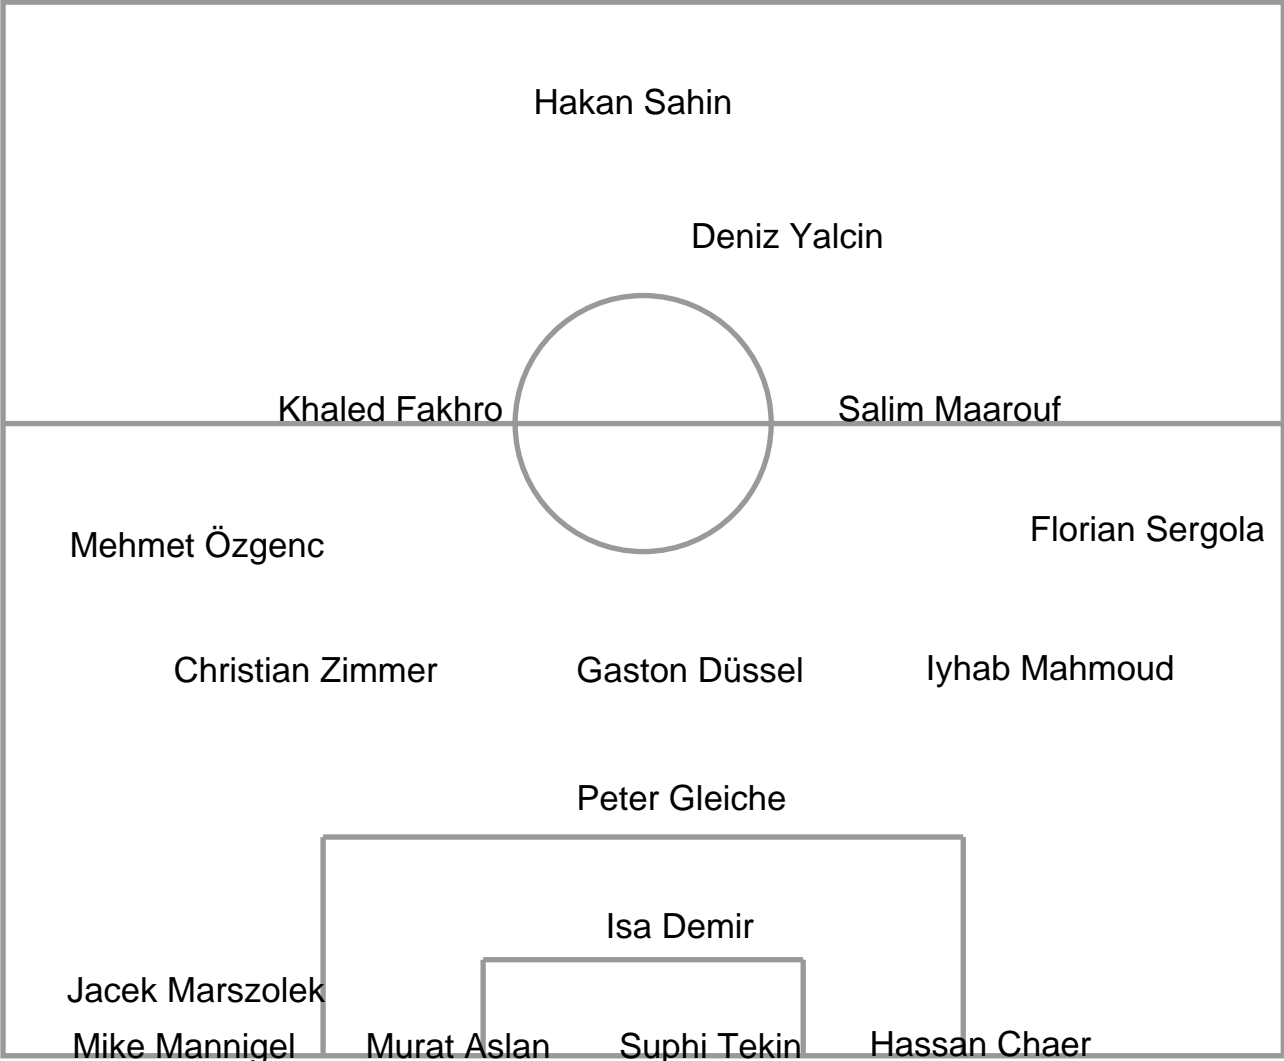 Hakan Sahin
Deniz Yalcin
Khaled Fakhro
Salim Maarouf
Mehmet Özgenc
Florian Sergola
Christian Zimmer
Gaston Düssel
Iyhab Mahmoud
Peter Gleiche
Isa Demir
Jacek Marszolek
Mike Mannigel
Murat Aslan
Suphi Tekin
Hassan Chaer